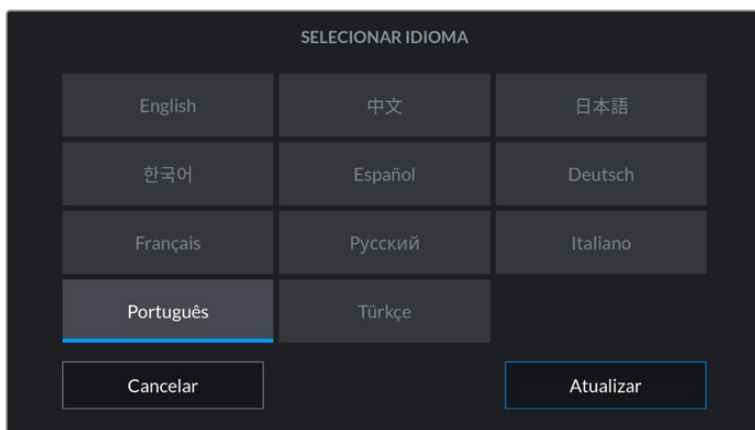 SELECIONAR IDIOMA
English 中文 日本語
한국어 Español Deutsch
Français Русский Italiano
Português Türkçe
Cancelar Atualizar